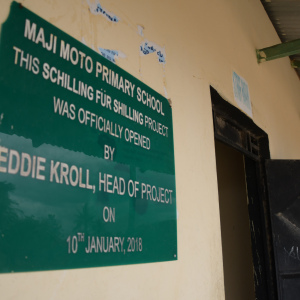 MAJI MOTO PRIMARY SCHOOL
THIS SCHILLING FÜR SHILLING PROJECT
WAS OFFICIALLY OPENED
BY
EDDIE KROLL, HEAD OF PROJECT
ON
10TH JANUARY, 2018